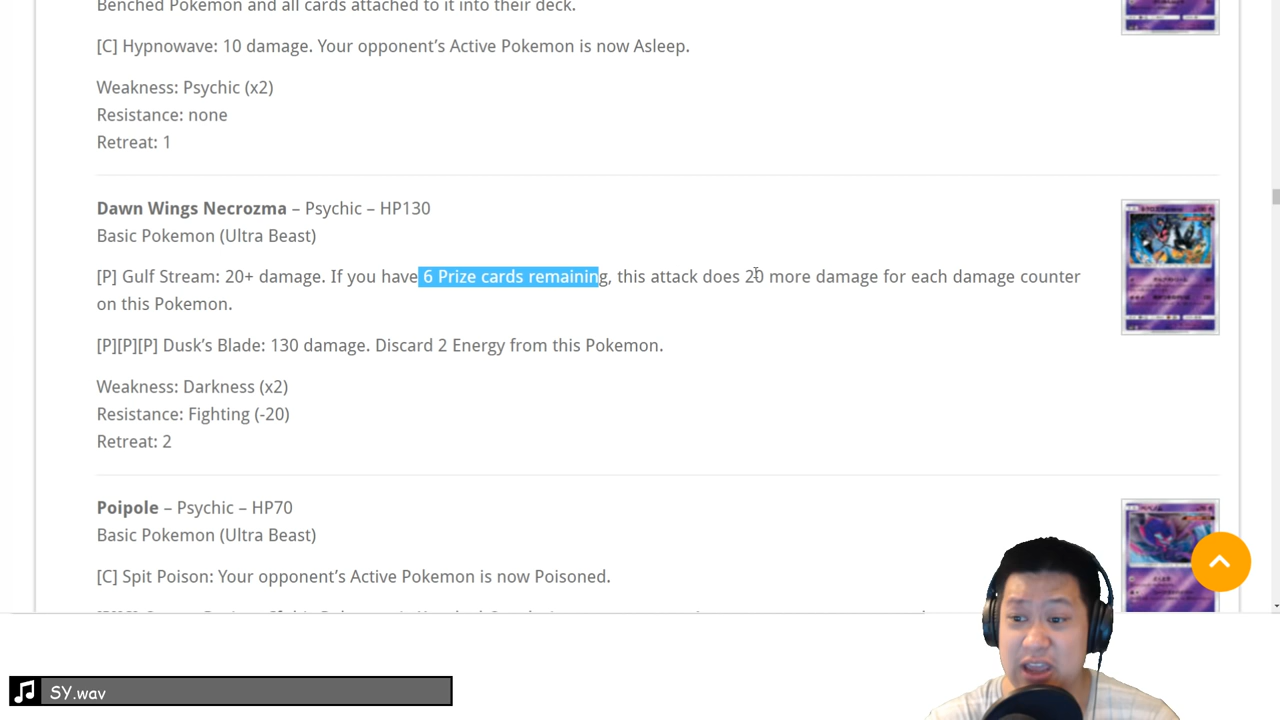 Benched Pokemon and all cards attached to it into their deck.
[C] Hypnowave: 10 damage. Your opponent’s Active Pokemon is now Asleep.
Weakness: Psychic (x2)
Resistance: none
Retreat: 1
Dawn Wings Necrozma – Psychic – HP130
Basic Pokemon (Ultra Beast)
[P] Gulf Stream: 20+ damage. If you have 6 Prize cards remaining, this attack does 20 more damage for each damage counter
on this Pokemon.
[P][P][P] Dusk’s Blade: 130 damage. Discard 2 Energy from this Pokemon.
Weakness: Darkness (x2)
Resistance: Fighting (-20)
Retreat: 2
Poipole – Psychic – HP70
Basic Pokemon (Ultra Beast)
[C] Spit Poison: Your opponent’s Active Pokemon is now Poisoned.
SY.wav